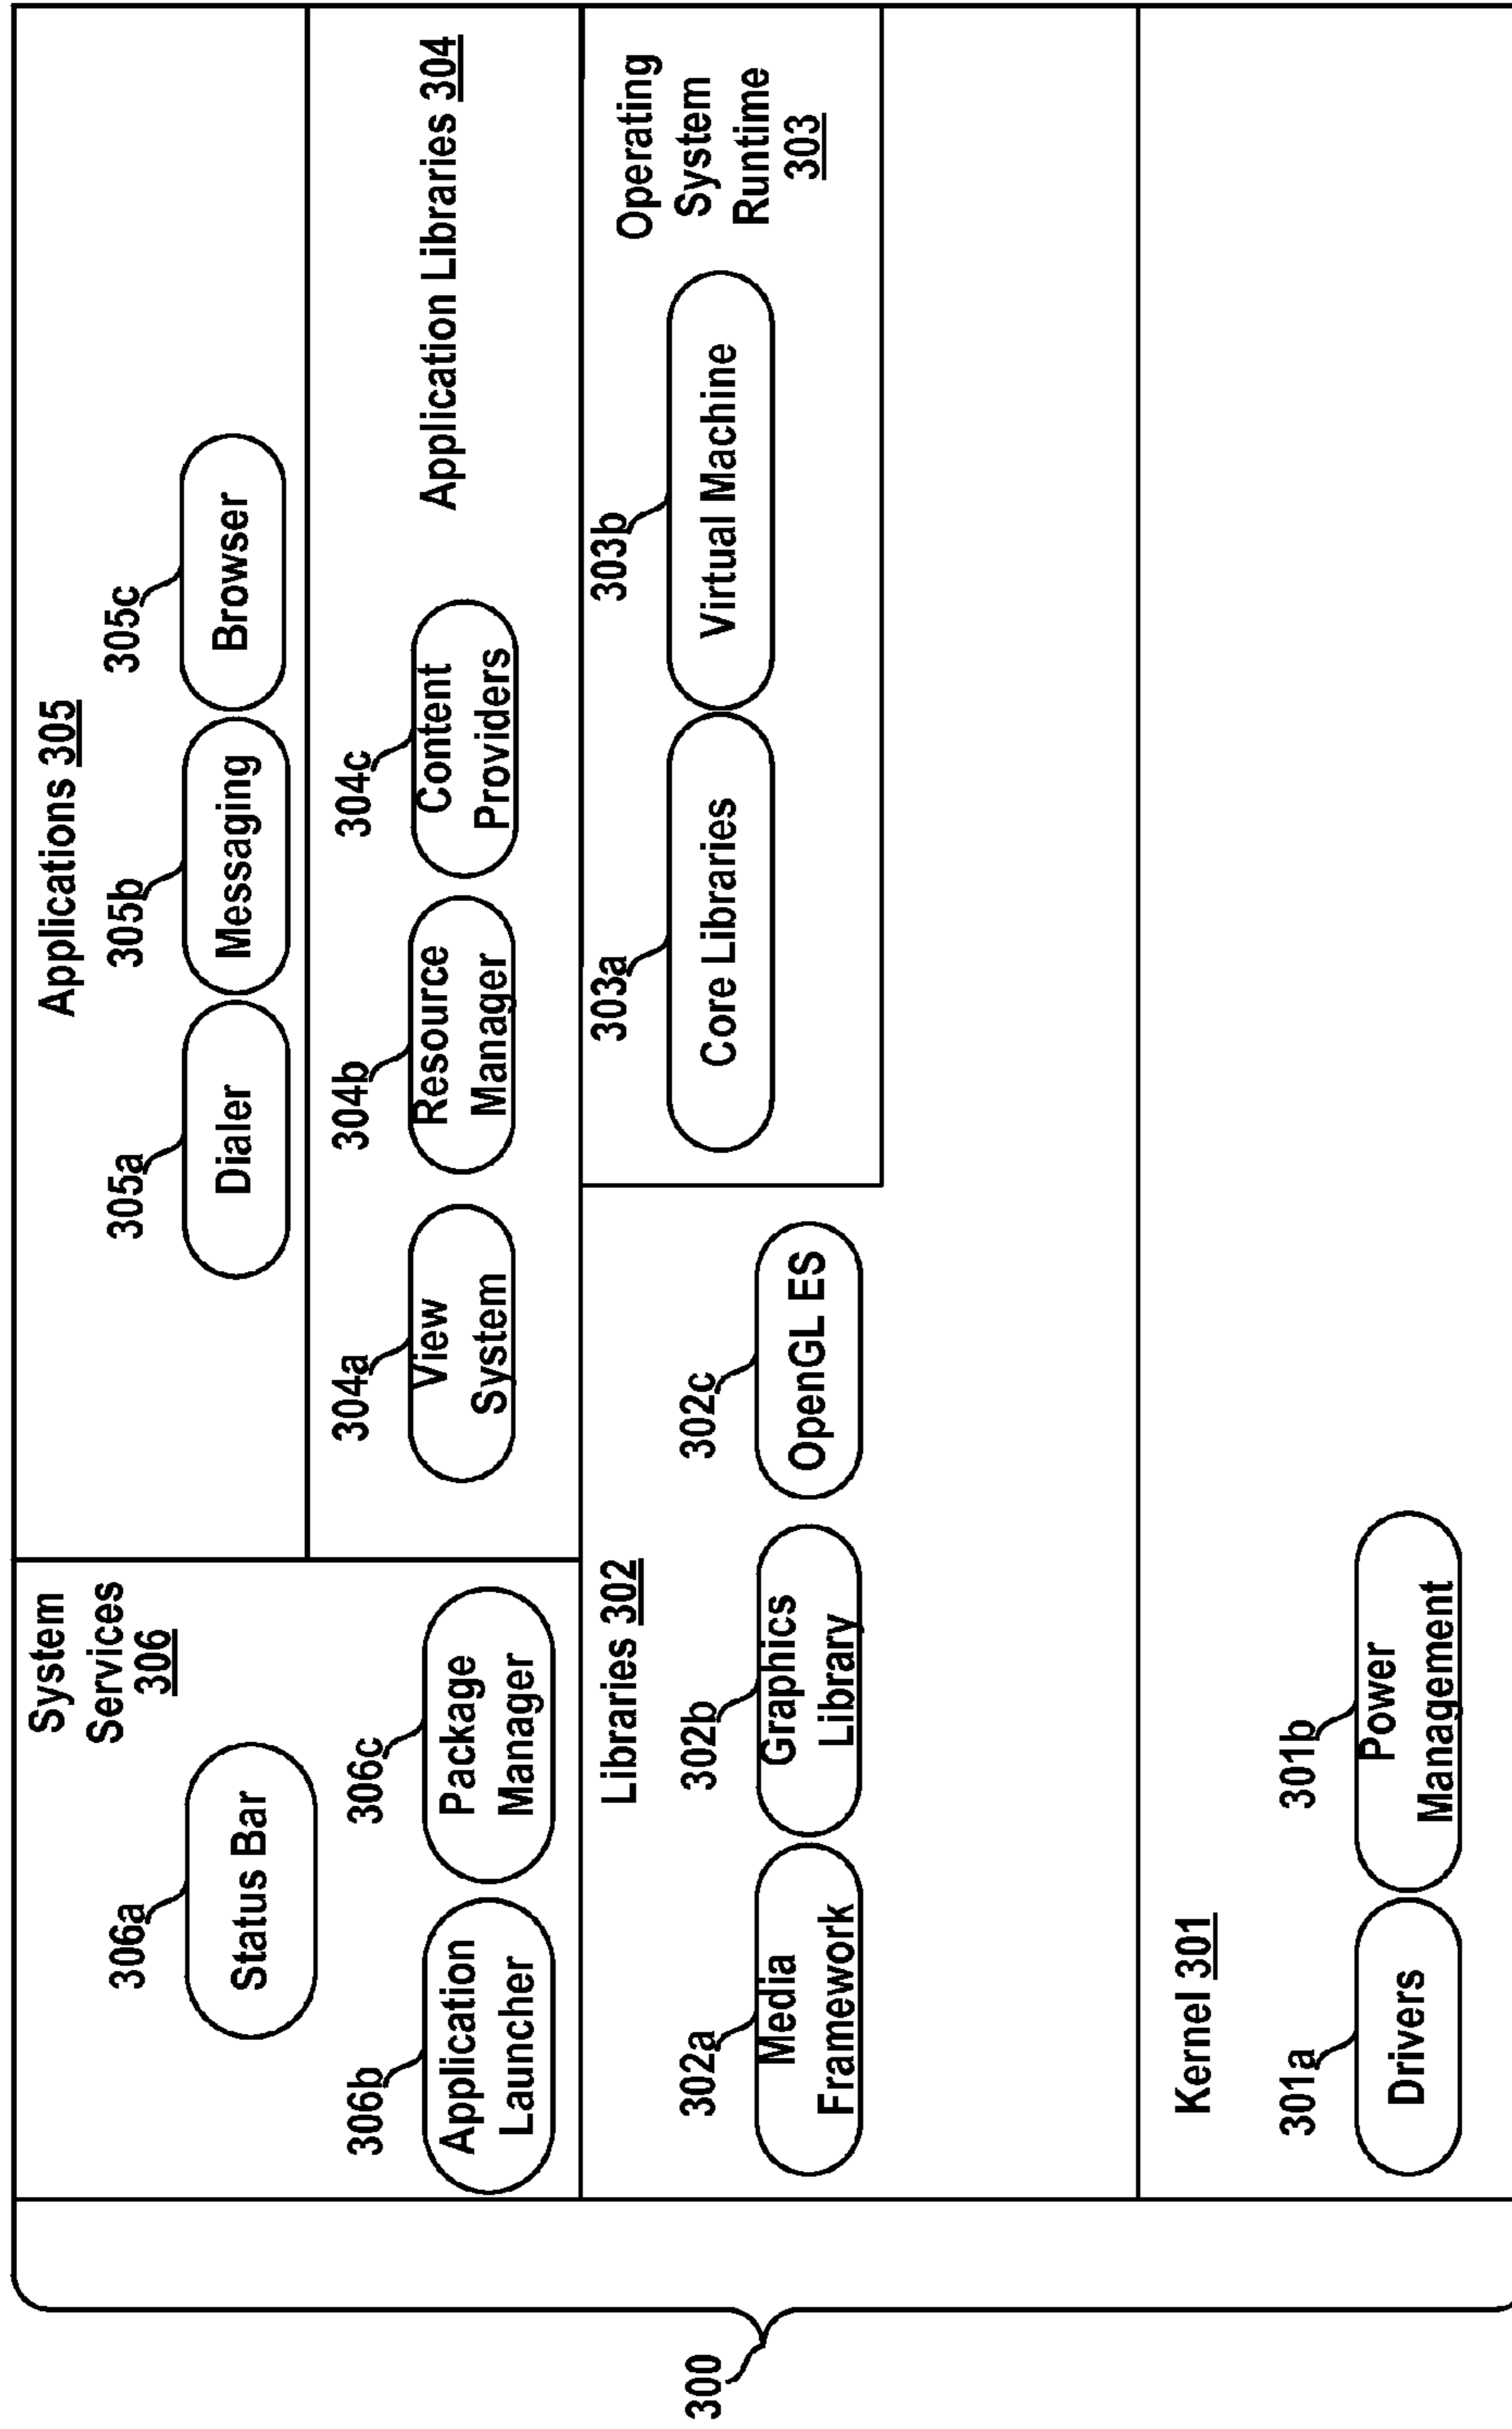 300
System
Services
306
306a
Status Bar
306b
Application
Launcher
306c
Package
Manager
Applications 305
305a
Dialer
305b
Messaging
305c
Browser
304a
View
System
304b
Resource
Manager
304c
Content
Providers
Application Libraries 304
Libraries 302
302a
Media
Framework
302b
Graphics
Library
302c
OpenGL ES
303a
Core Libraries
303b
Virtual Machine
Operating
System
Runtime
303
Kernel 301
301a
Drivers
301b
Power
Management